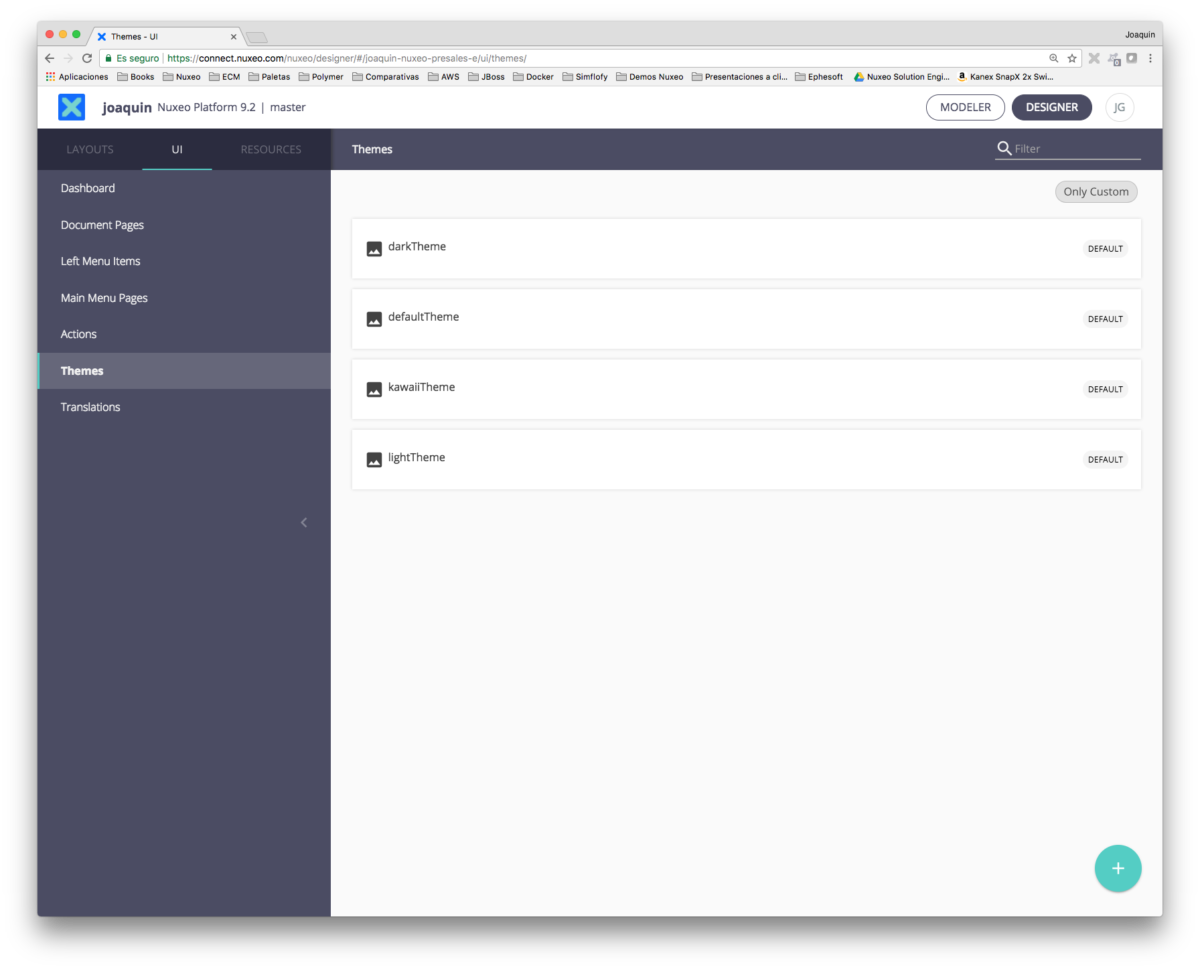 Themes - UI
Joaquin
Es seguro https://connect.nuxeo.com/nuxeo/designer/#/joaquin-nuxeo-presales-e/ui/themes/
Aplicaciones Books Nuxeo ECM Paletas Polymer Comparativas AWS JBoss Docker Simflofy Demos Nuxeo Presentaciones a cli... Ephesoft Nuxeo Solution Engi... Kanex SnapX 2x Swi...
joaquin Nuxeo Platform 9.2 | master MODELER DESIGNER JG
LAYOUTS UI RESOURCES Themes Filter
Only Custom
Dashboard
Document Pages
Left Menu Items
Main Menu Pages
Actions
Themes
Translations
darkTheme DEFAULT
defaultTheme DEFAULT
kawaiiTheme DEFAULT
lightTheme DEFAULT